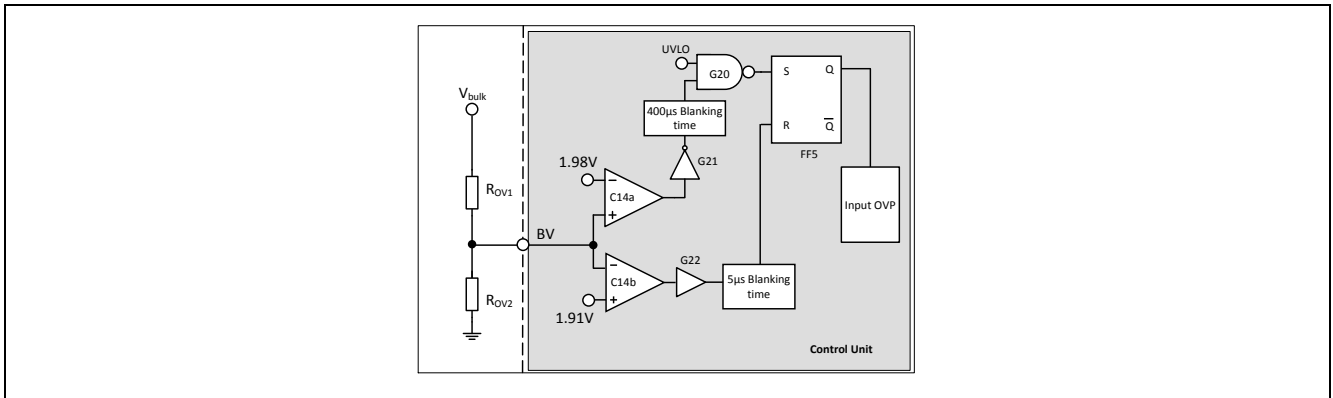 UVLO
G20
S
Q
V_bulk
400µs Blanking
time
R
Q̅
G21
FF5
1.98V
−
C14a
+
R_OV1
Input OVP
BV
G22
−
C14b
+
5µs Blanking
time
R_OV2
1.91V
Control Unit